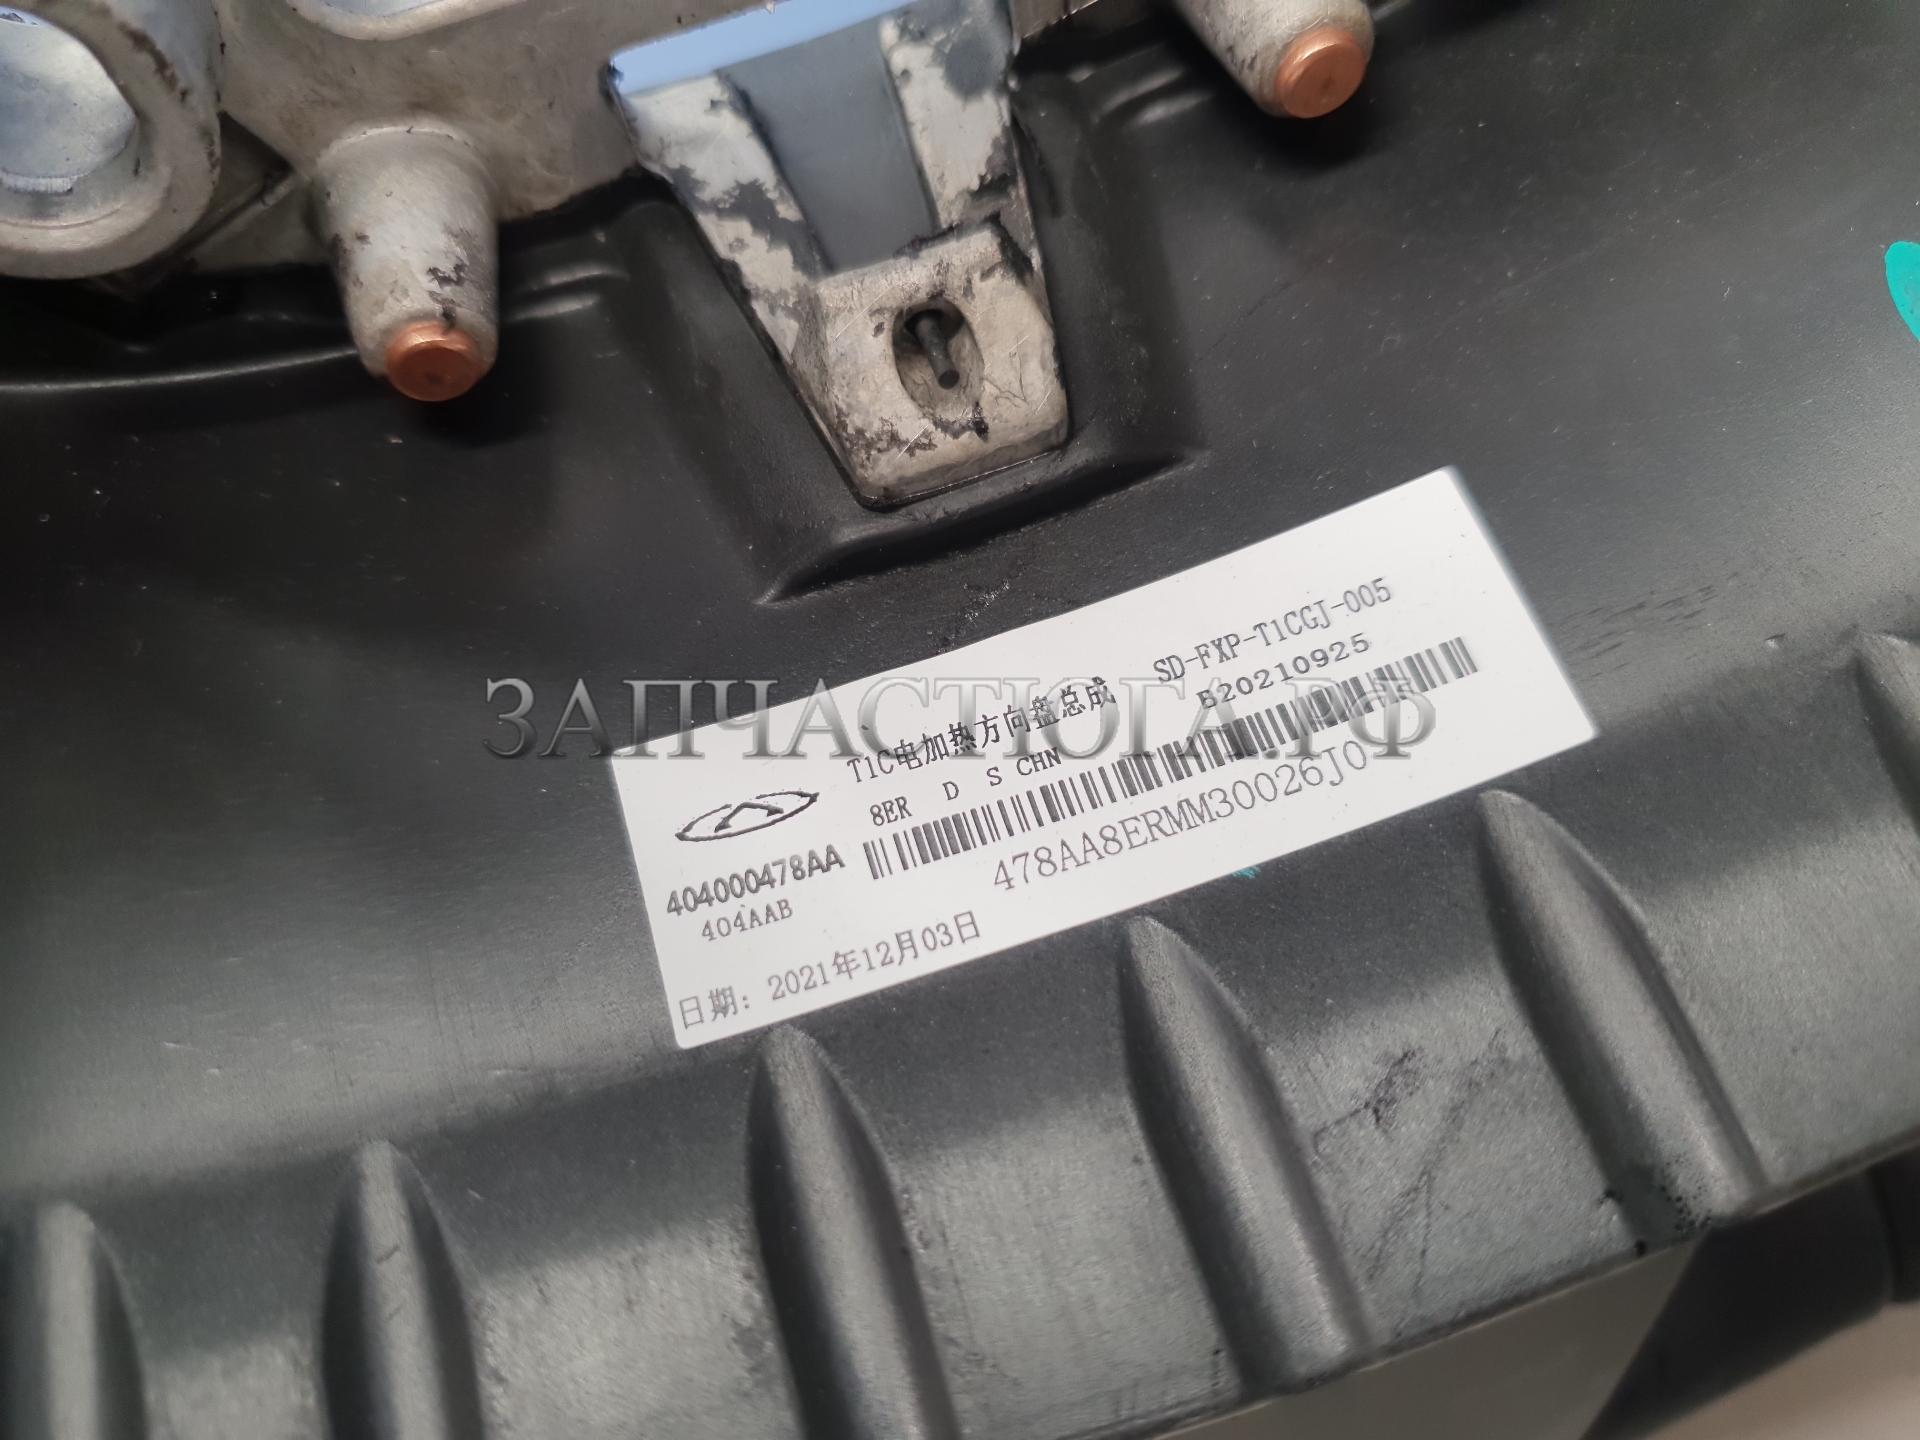 T1C电加热方向盘总成 SD-FXP-T1CGJ-005
8ER D S CHN B20210925
404000478AA
404AAB
478AA8ERMM30026J0
日期: 2021年12月03日
ЗАПЧАСТЮГА.РФ